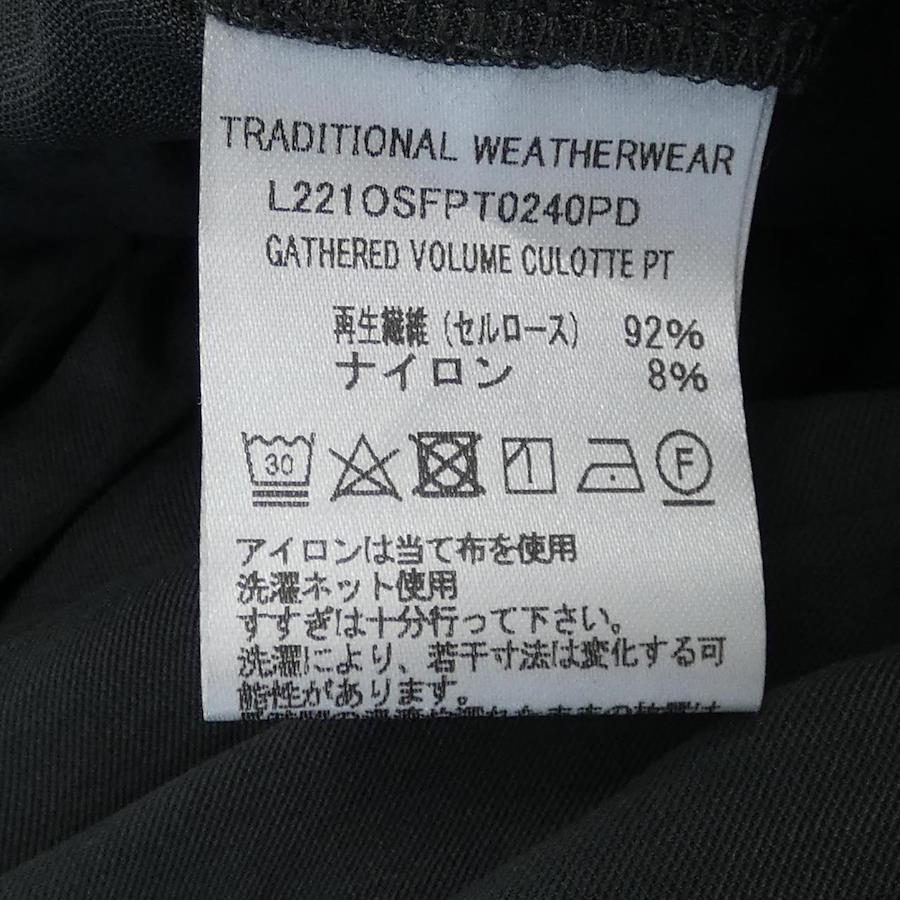 TRADITIONAL WEATHERWEAR
L221OSFPT0240PD
GATHERED VOLUME CULOTTE PT
再生繊維（セルロース） 92%
ナイロン 8%
30
F
アイロンは当て布を使用
洗濯ネット使用
すすぎは十分行って下さい。
洗濯により、若干寸法は変化する可
能性があります。